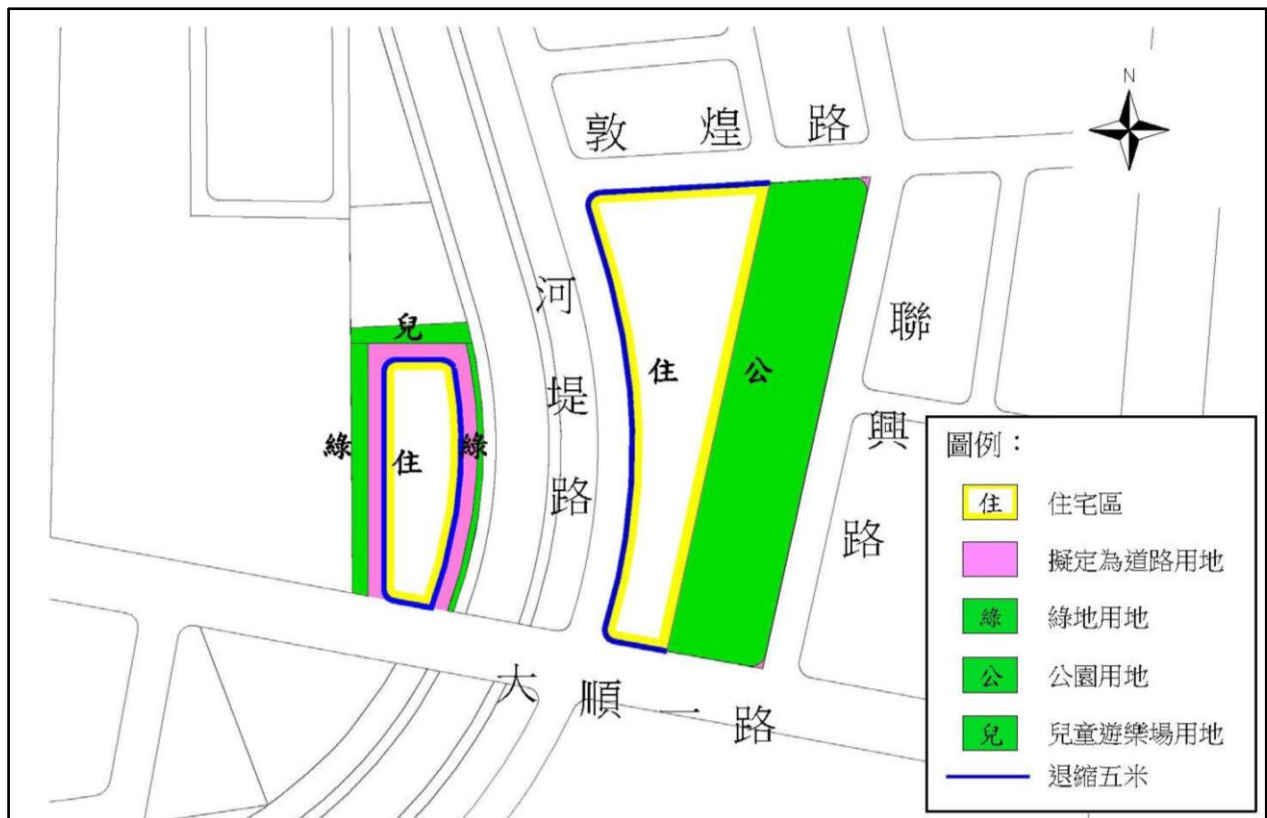 N
敦煌路
河堤路
聯興路
大順一路
兒
綠
住
綠
住
公
圖例：
住 住宅區
擬定為道路用地
綠 綠地用地
公 公園用地
兒 兒童遊樂場用地
退縮五米